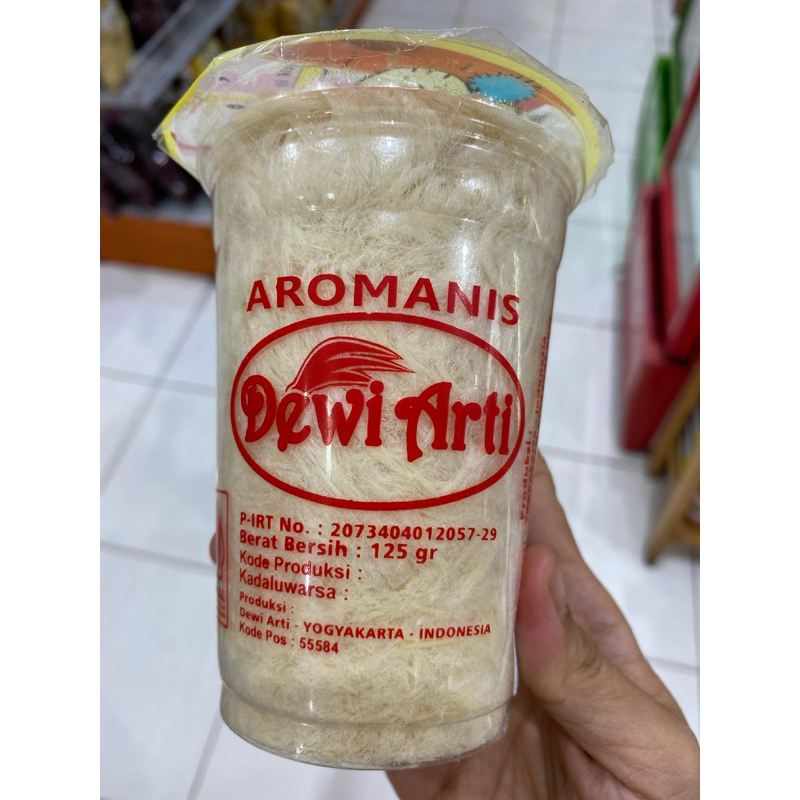 AROMANIS
Dewi Arti
P-IRT No. : 2073404012057-29
Berat Bersih : 125 gr
Kode Produksi :
Kadaluwarsa :
Produksi :
Dewi Arti - YOGYAKARTA - INDONESIA
Kode Pos : 55584
Produksi :